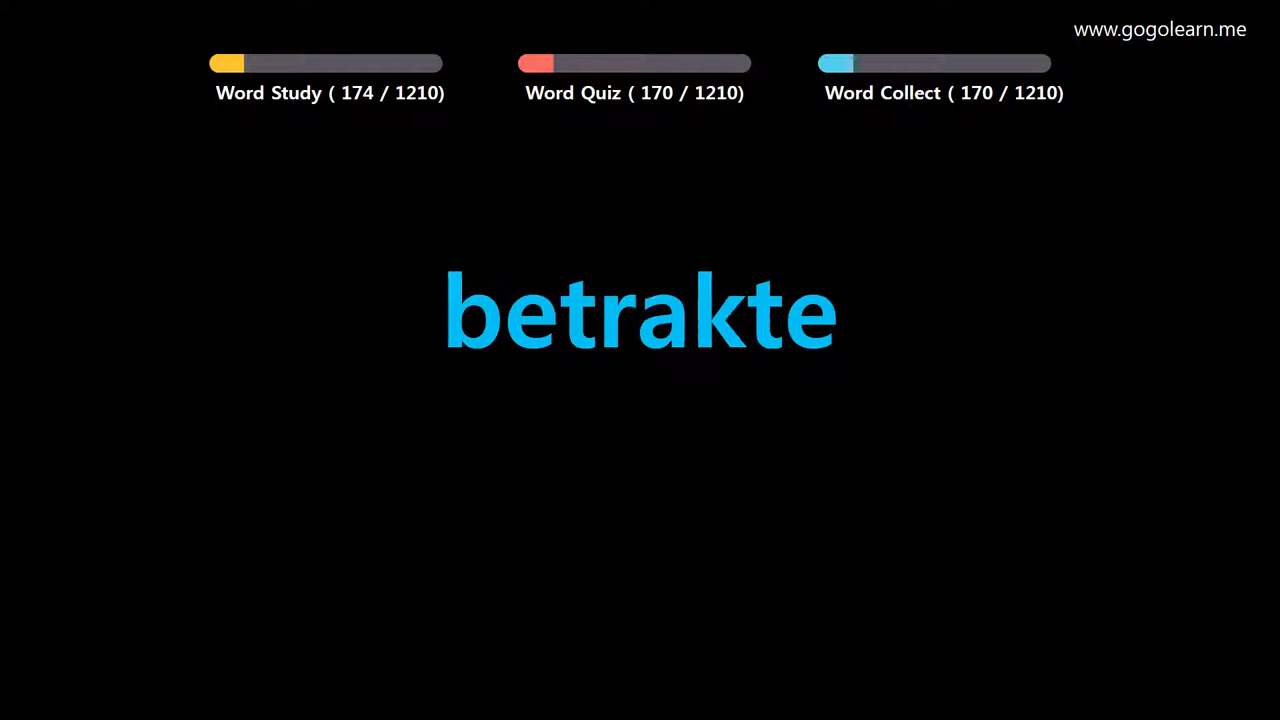 www.gogolearn.me
Word Study ( 174 / 1210)
Word Quiz ( 170 / 1210)
Word Collect ( 170 / 1210)
betrakte